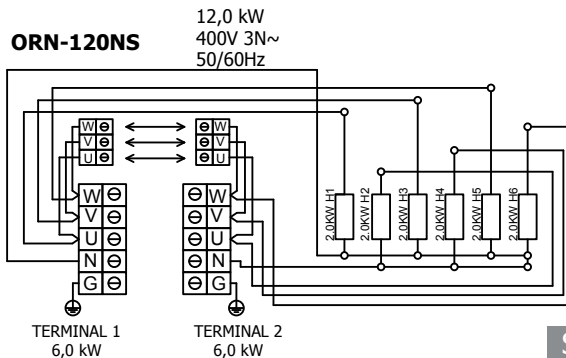 ORN-120NS
12,0 kW
400V 3N~
50/60Hz
W
V
U
W
V
U
W
V
U
N
G
W
V
U
N
G
2.0KW H1
2.0KW H2
2.0KW H3
2.0KW H4
2.0KW H5
2.0KW H6
TERMINAL 1
6,0 kW
TERMINAL 2
6,0 kW